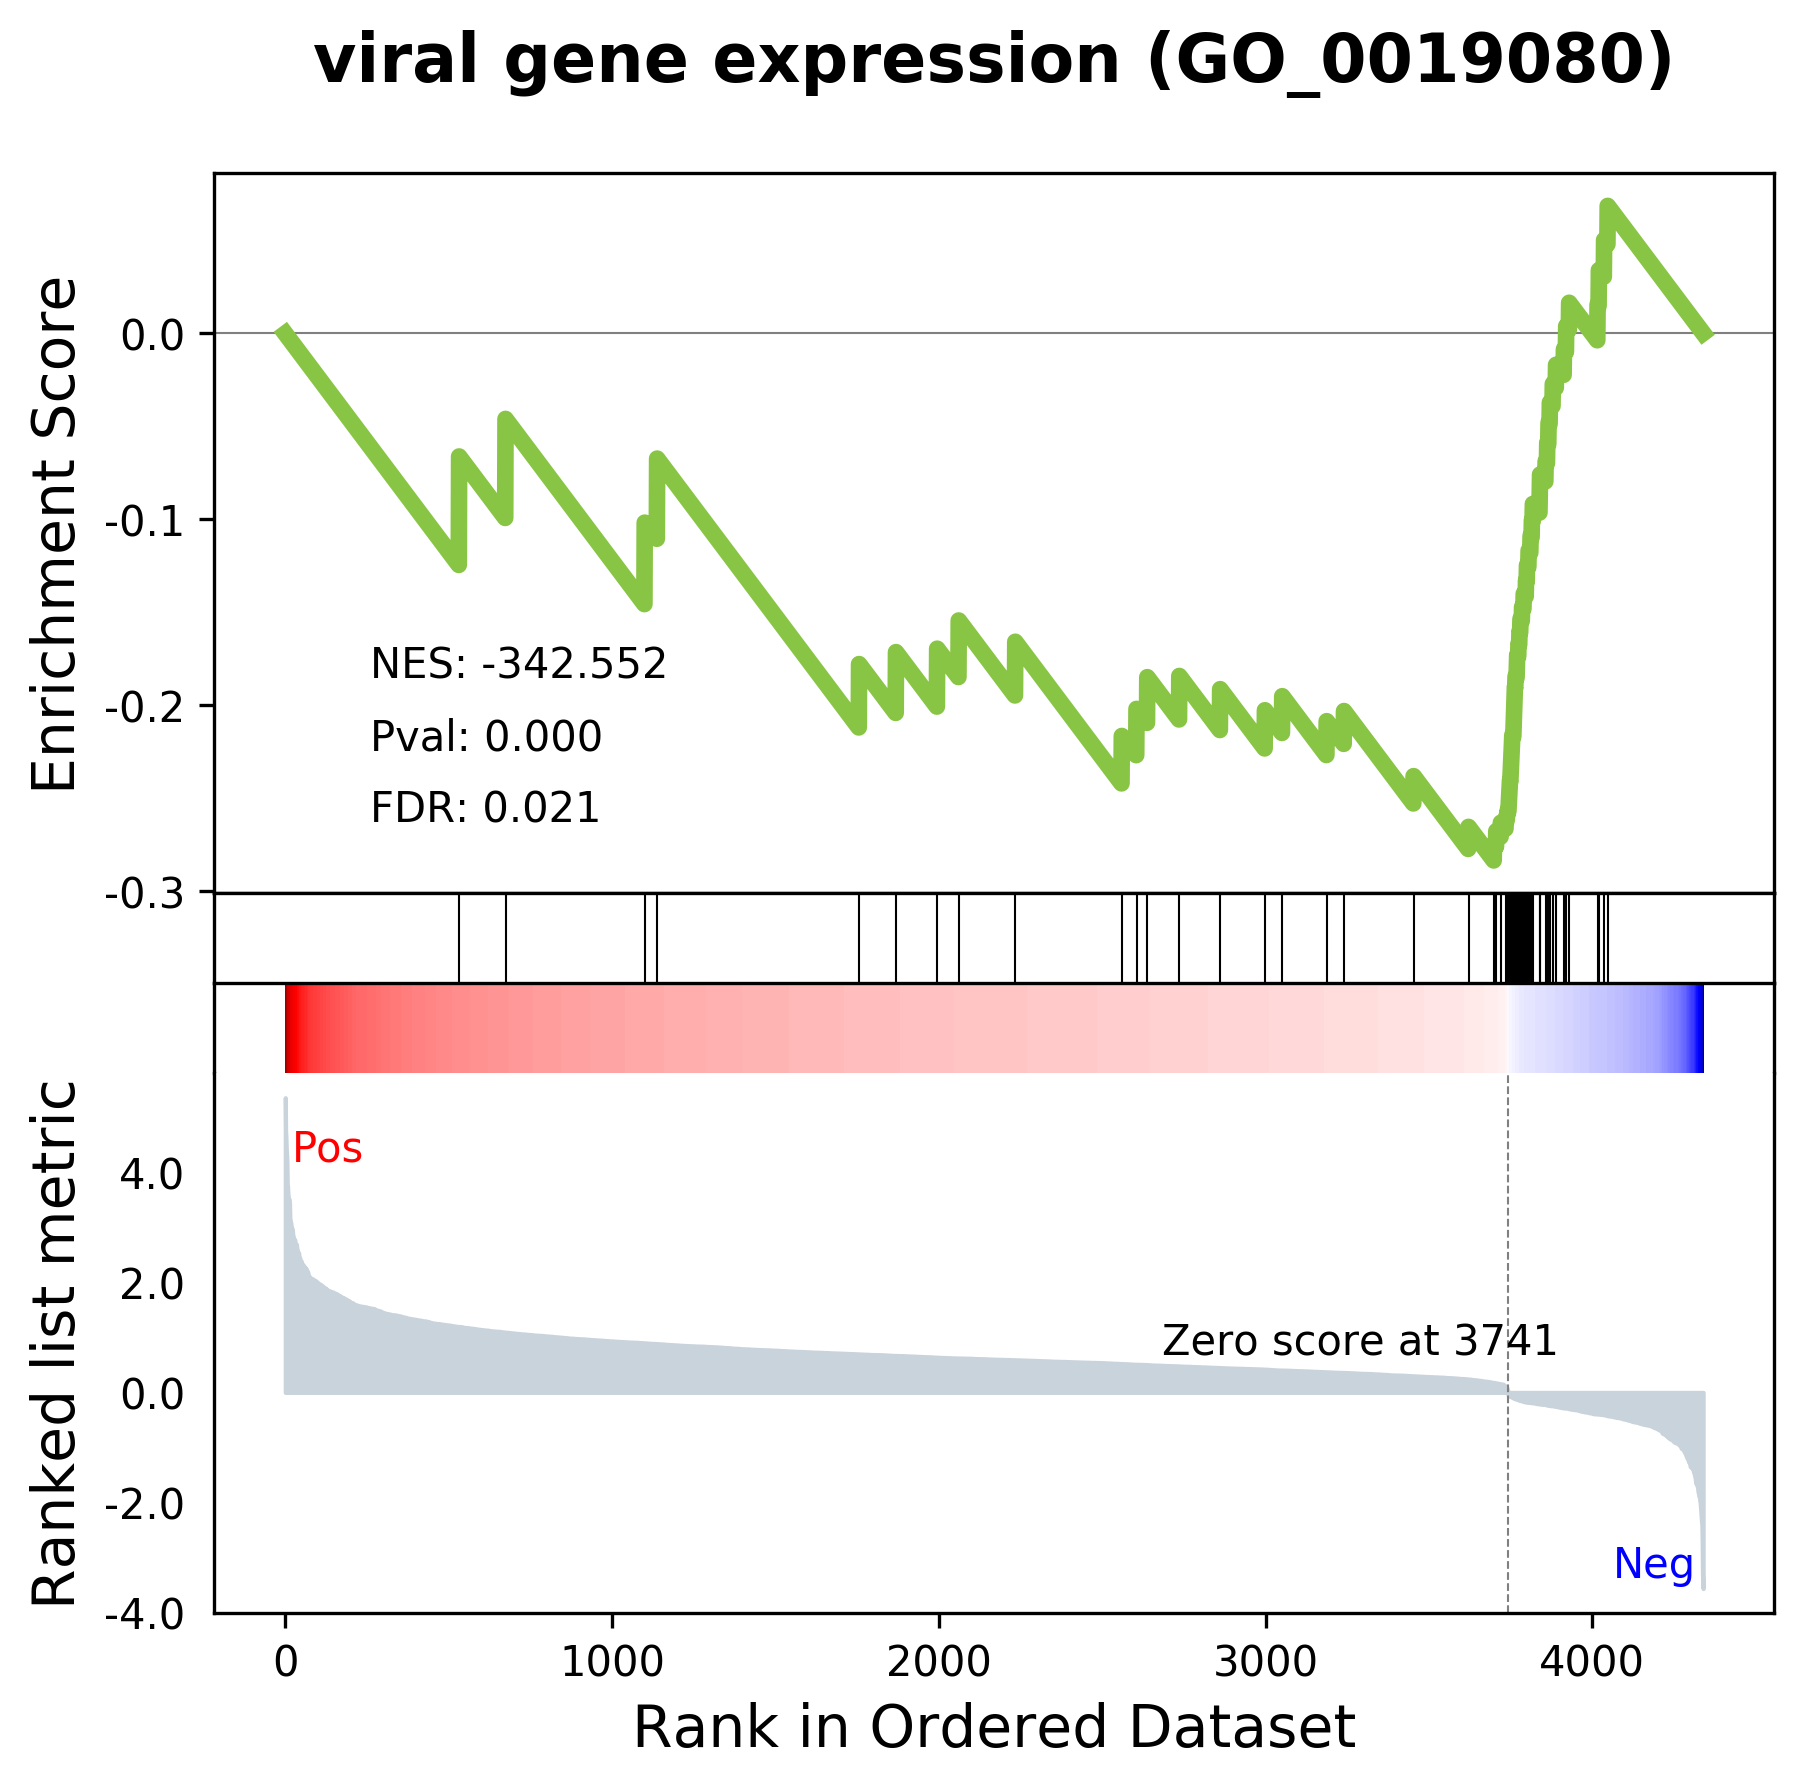 viral gene expression (GO_0019080)
Enrichment Score
0.0
-0.1
-0.2
-0.3
NES: -342.552
Pval: 0.000
FDR: 0.021
Ranked list metric
4.0
2.0
0.0
-2.0
-4.0
Pos
Zero score at 3741
Neg
0 1000 2000 3000 4000
Rank in Ordered Dataset